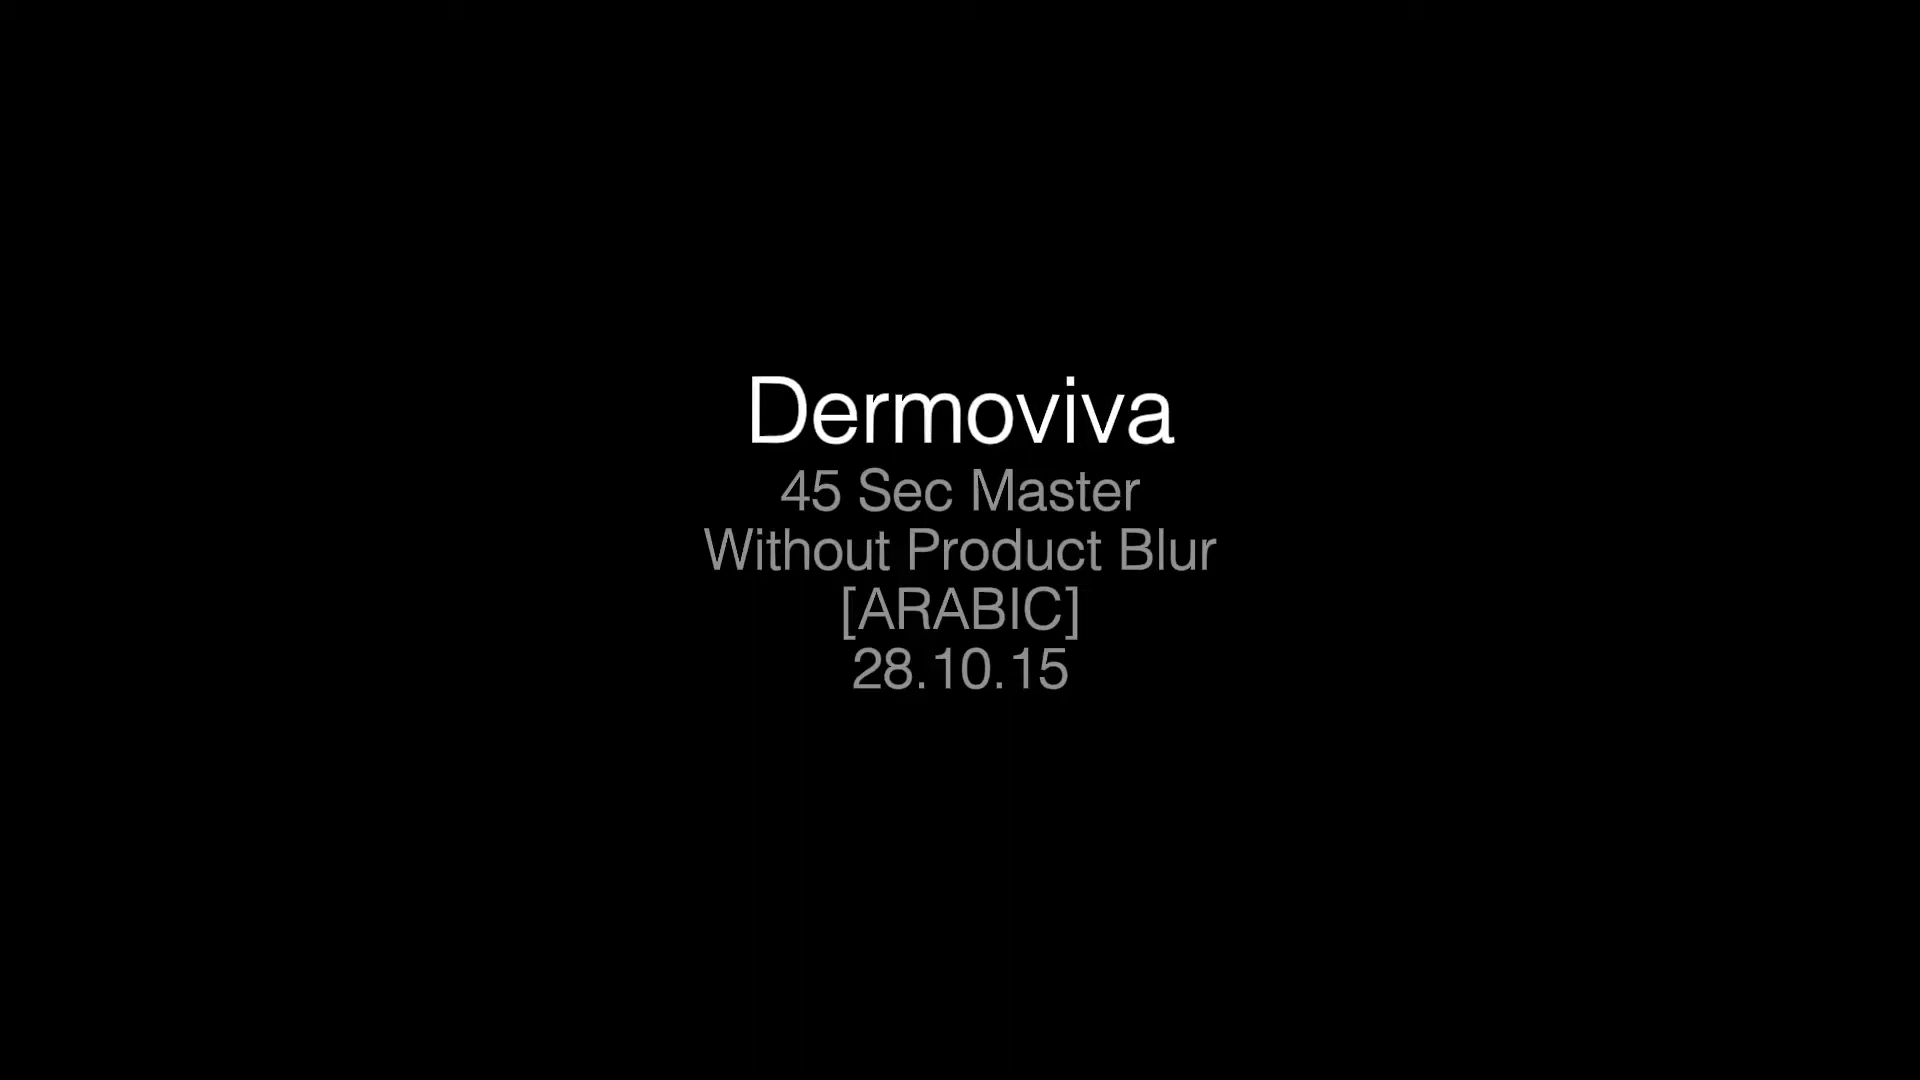 Dermoviva
45 Sec Master
Without Product Blur
[ARABIC]
28.10.15